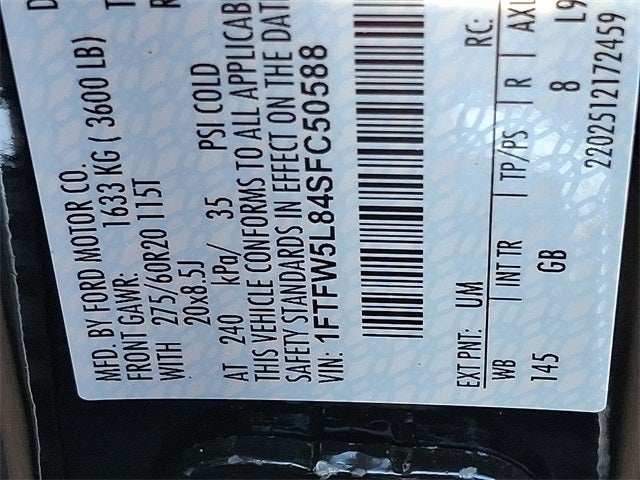 MFD. BY FORD MOTOR CO.
FRONT GAWR: 1633 KG ( 3600 LB)
WITH 275/60R20 115T
20x8.5J
AT 240 kPa/ 35 PSI COLD
THIS VEHICLE CONFORMS TO ALL APPLICAB
SAFETY STANDARDS IN EFFECT ON THE DAT
VIN: 1FTFW5L84SFC50588
EXT PNT: UM RC:
WB INT TR TP/PS R AXL
145 GB 8 L9
2202512172459